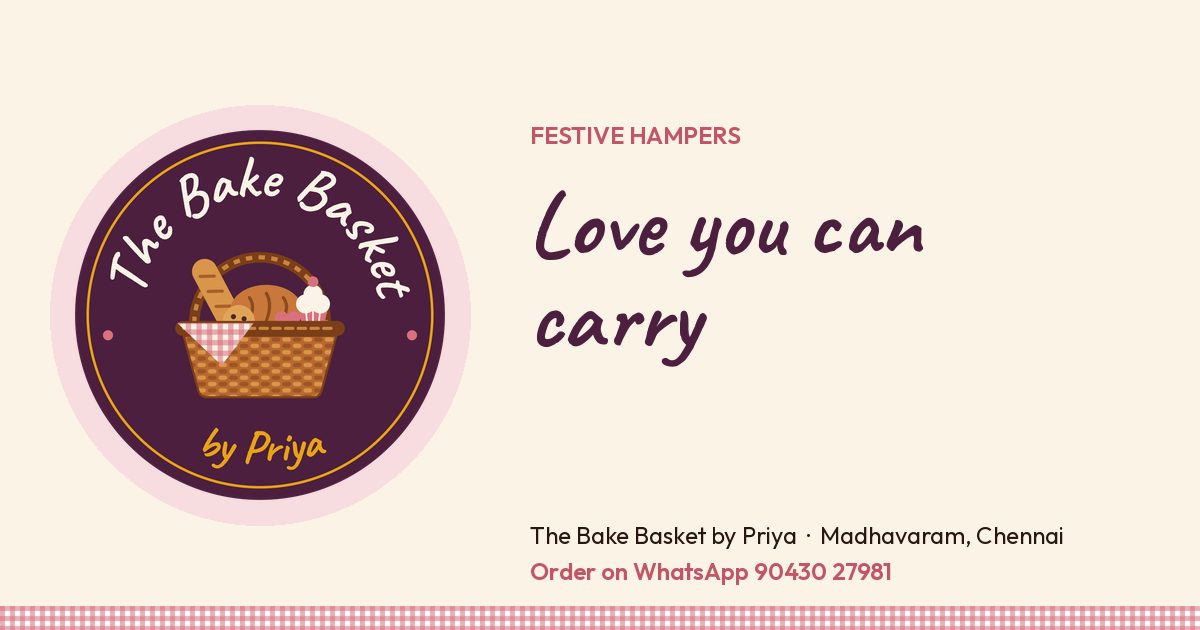 The Bake Basket
by Priya
FESTIVE HAMPERS
Love you can
carry
The Bake Basket by Priya · Madhavaram, Chennai
Order on WhatsApp 90430 27981